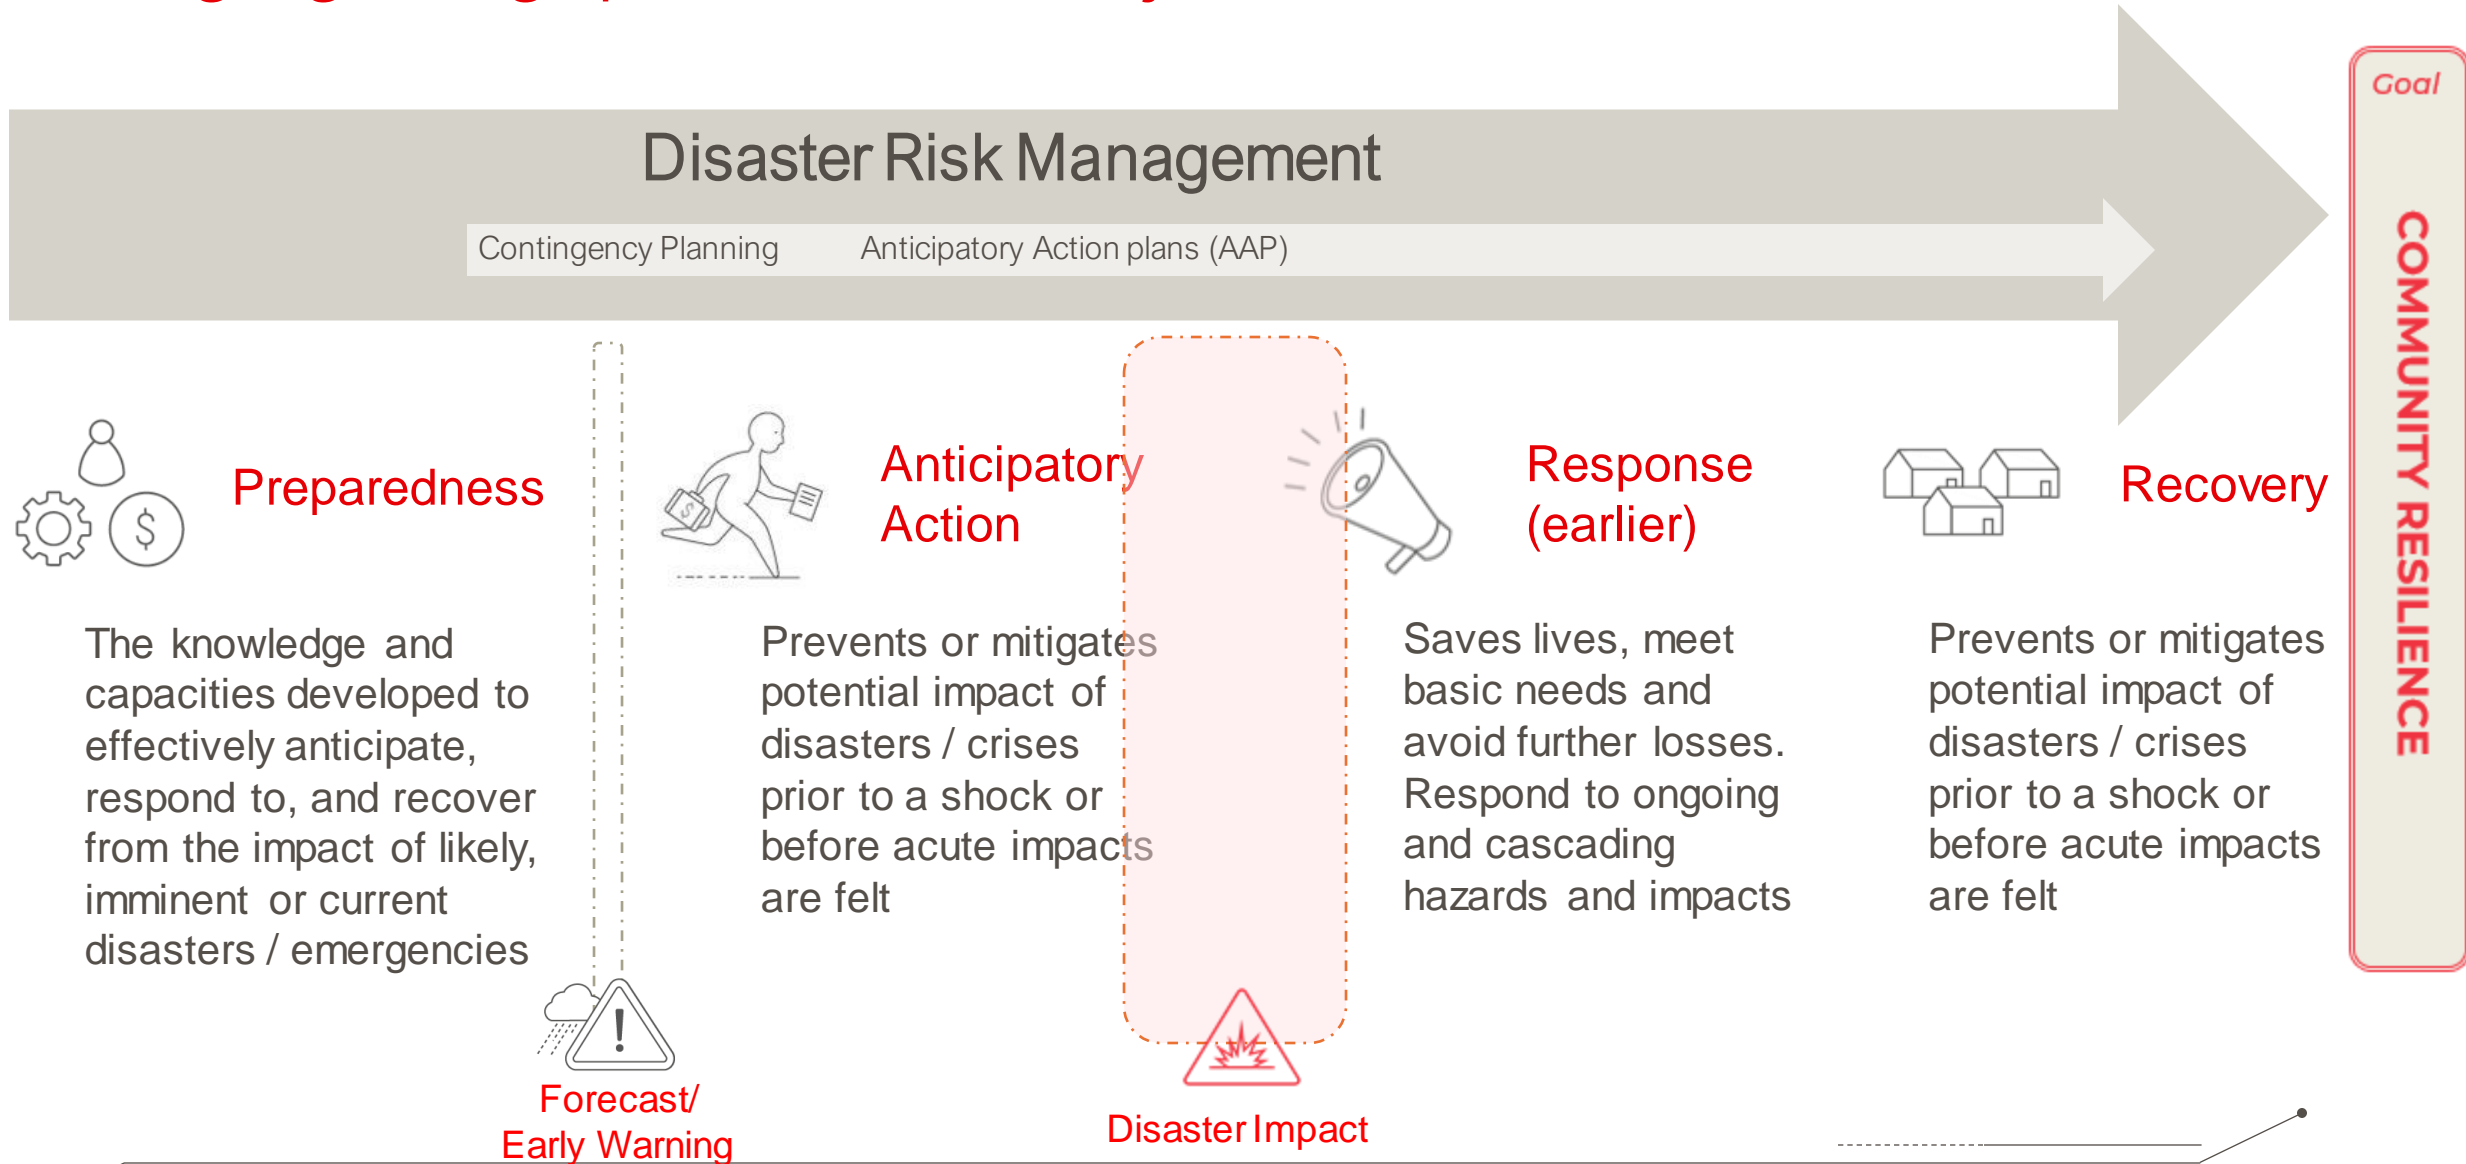 Disaster Risk Management
Contingency Planning
Anticipatory Action plans (AAP)
Goal
COMMUNITY RESILIENCE
Preparedness
The knowledge and
capacities developed to
effectively anticipate,
respond to, and recover
from the impact of likely,
imminent or current
disasters / emergencies
Forecast/
Early Warning
Anticipatory
Action
Prevents or mitigates
potential impact of
disasters / crises
prior to a shock or
before acute impacts
are felt
Disaster Impact
Response
(earlier)
Saves lives, meet
basic needs and
avoid further losses.
Respond to ongoing
and cascading
hazards and impacts
Recovery
Prevents or mitigates
potential impact of
disasters / crises
prior to a shock or
before acute impacts
are felt